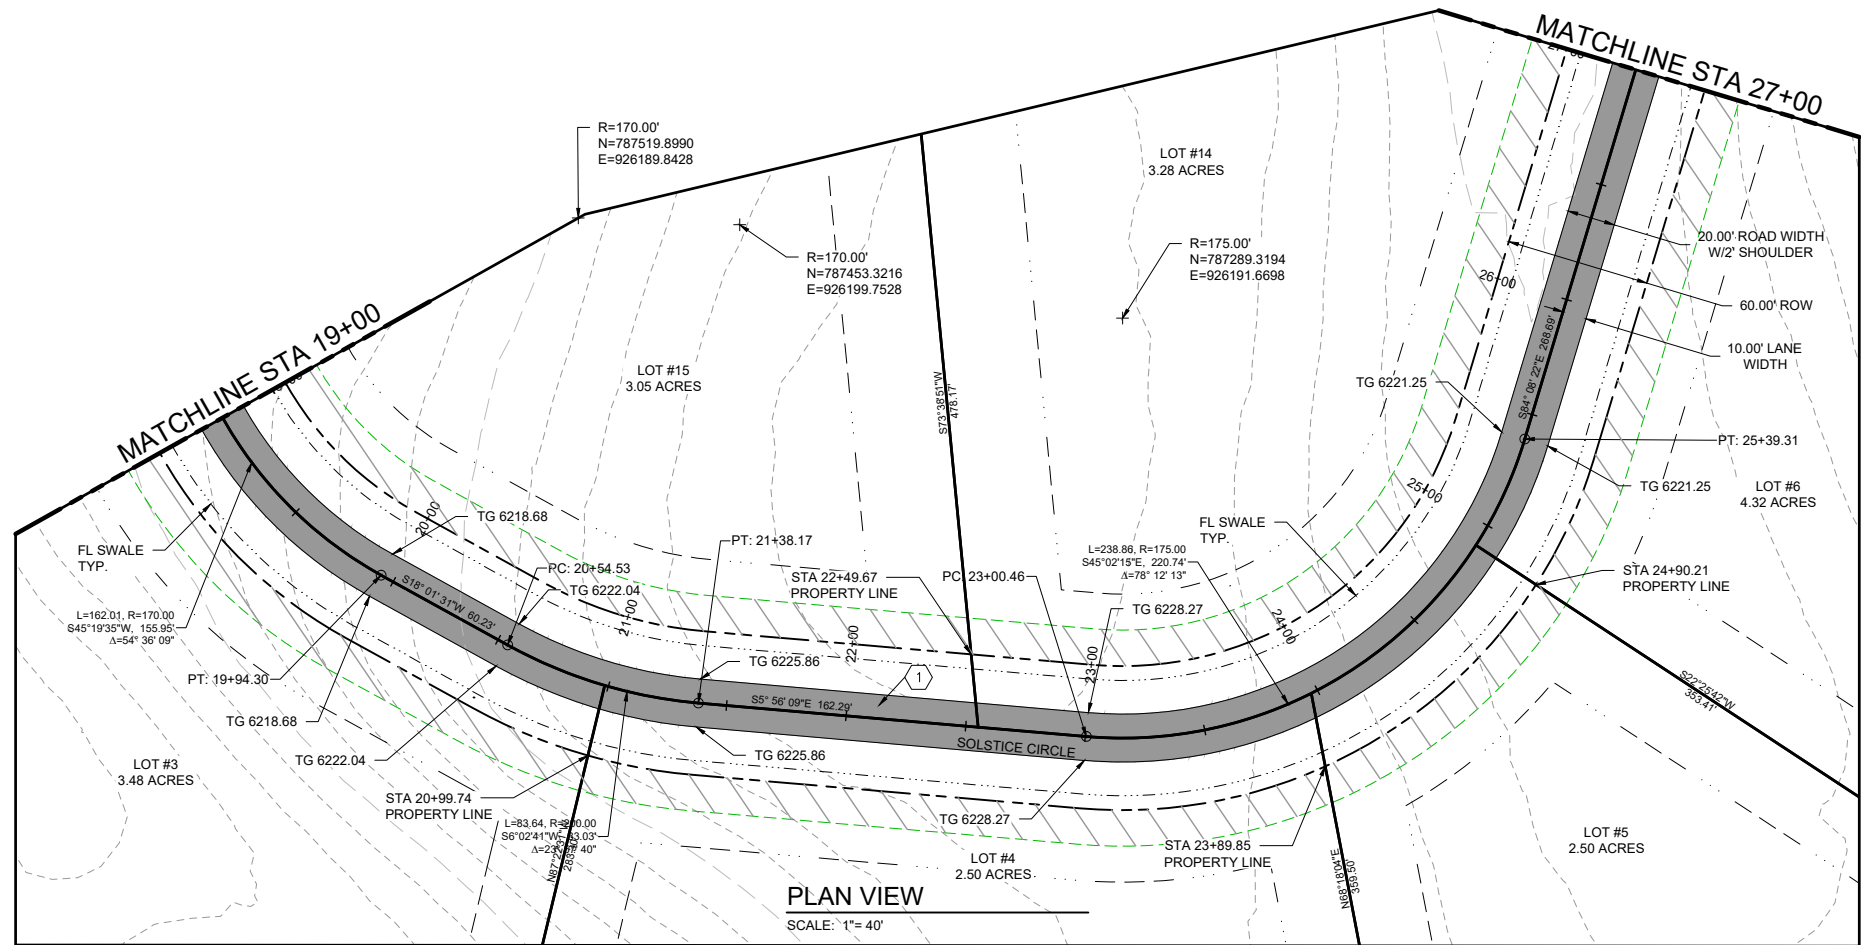 MATCHLINE STA 27+00
R=170.00'
N=787519.8990
E=926189.8428
LOT #14
3.28 ACRES
20.00' ROAD WIDTH
W/2' SHOULDER
R=170.00'
N=787453.3216
E=926199.7528
R=175.00'
N=787289.3194
E=926191.6698
26+00
60.00' ROW
MATCHLINE STA 19+00
10.00' LANE
WIDTH
LOT #15
3.05 ACRES
S73°38'51"W
478.17'
S84° 08' 22"E  268.69'
TG 6221.25
PT: 25+39.31
25+00
TG 6221.25
LOT #6
4.32 ACRES
20+00
TG 6218.68
FL SWALE
TYP.
FL SWALE
TYP.
PT: 21+38.17
L=238.86, R=175.00
S45°02'15"E,  220.74'
Δ=78° 12' 13"
PC: 20+54.53
TG 6222.04
STA 22+49.67
PROPERTY LINE
PC: 23+00.46
STA 24+90.21
PROPERTY LINE
S18° 01' 31"W  60.23'
L=162.01, R=170.00
S45°19'35"W,  155.95'
Δ=54° 36' 09"
21+00
22+00
TG 6228.27
24+00
PT: 19+94.30
TG 6225.86
23+00
1
S5° 56' 09"E  162.29'
S22°25'42"W
353.41'
TG 6218.68
SOLSTICE CIRCLE
TG 6222.04
TG 6225.86
LOT #3
3.48 ACRES
STA 20+99.74
PROPERTY LINE
L=83.64, R=200.00
TG 6228.27
STA 23+89.85
PROPERTY LINE
LOT #5
2.50 ACRES
LOT #4
2.50 ACRES
N68°18'04"E
359.50'
PLAN VIEW
SCALE:  1"= 40'